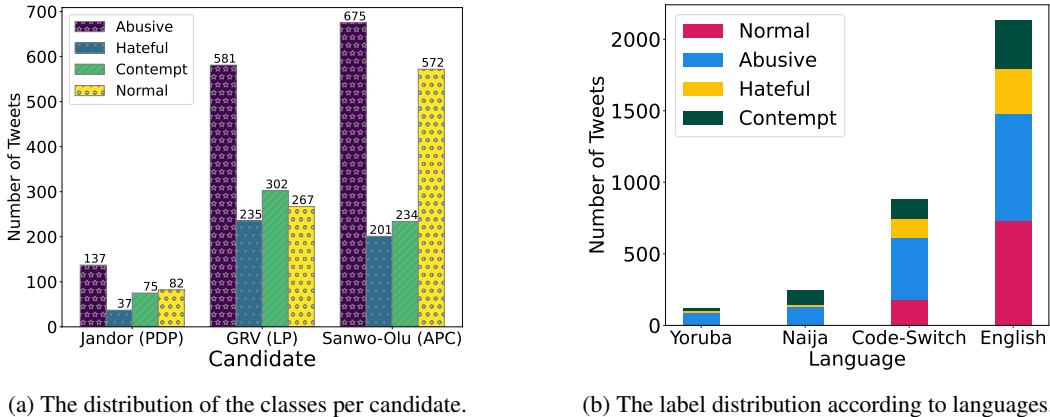 700
600
500
400
300
200
100
0
Number of Tweets
Abusive
Hateful
Contempt
Normal
137
37
75
82
581
235
302
267
675
201
234
572
Jandor (PDP)
GRV (LP)
Sanwo-Olu (APC)
Candidate
(a) The distribution of the classes per candidate.
2000
1500
1000
500
0
Number of Tweets
Normal
Abusive
Hateful
Contempt
Yoruba
Naija
Code-Switch
English
Language
(b) The label distribution according to languages